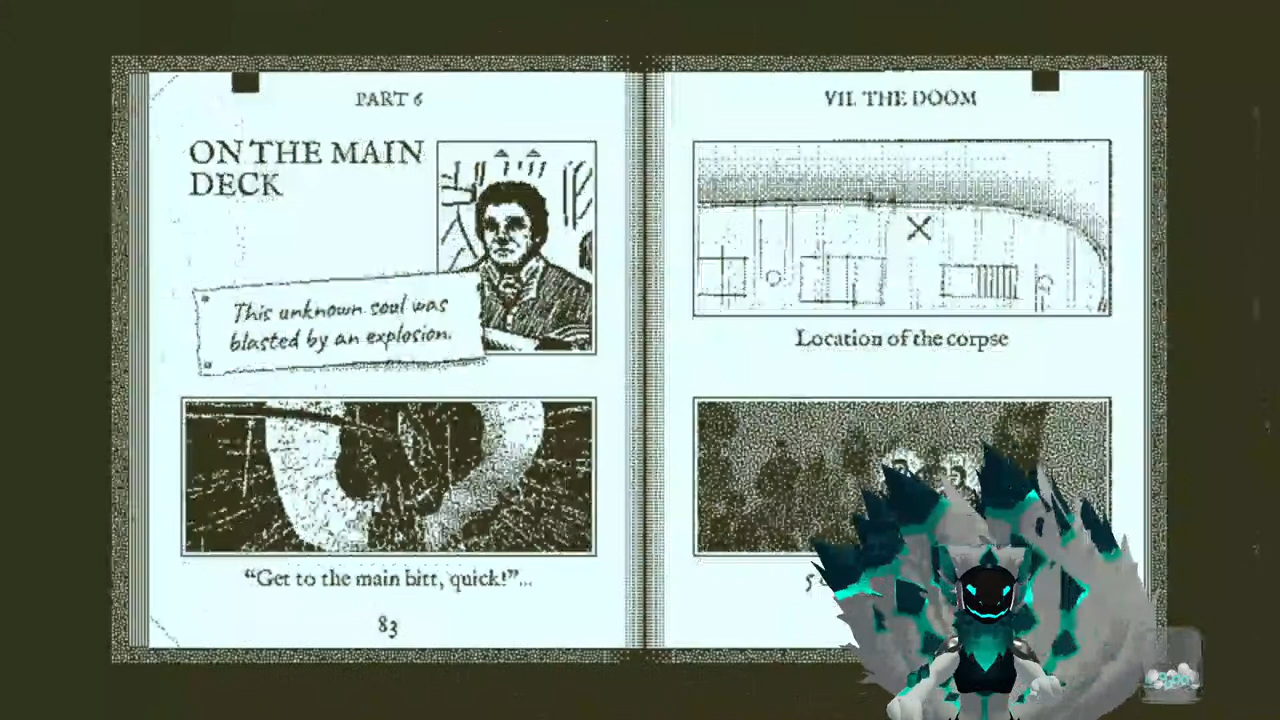 PART 6
ON THE MAIN
DECK
This unknown soul was
blasted by an explosion.
"Get to the main bitt, quick!"...
83
VII. THE DOOM
Location of the corpse
5